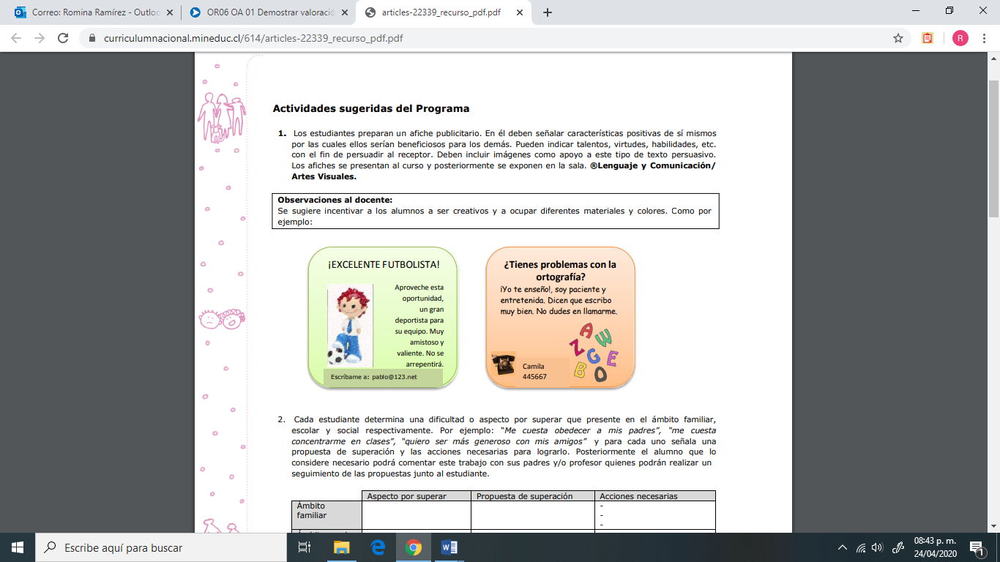 Correo: Romina Ramírez - Outloo
OR06 OA 01 Demostrar valoració
articles-22339_recurso_pdf.pdf
curriculumnacional.mineduc.cl/614/articles-22339_recurso_pdf.pdf
R
Actividades sugeridas del Programa
1. Los estudiantes preparan un afiche publicitario. En él deben señalar características positivas de sí mismos
por las cuales ellos serían beneficiosos para los demás. Pueden indicar talentos, virtudes, habilidades, etc.
con el fin de persuadir al receptor. Deben incluir imágenes como apoyo a este tipo de texto persuasivo.
Los afiches se presentan al curso y posteriormente se exponen en la sala. ®Lenguaje y Comunicación/
Artes Visuales.
Observaciones al docente:
Se sugiere incentivar a los alumnos a ser creativos y a ocupar diferentes materiales y colores. Como por
ejemplo:
¡EXCELENTE FUTBOLISTA!
Aproveche esta
oportunidad,
un gran
deportista para
su equipo. Muy
amistoso y
valiente. No se
arrepentirá.
Escríbame a: pablo@123.net
¿Tienes problemas con la
ortografía?
¡Yo te enseño!, soy paciente y
entretenida. Dicen que escribo
muy bien. No dudes en llamarme.
A
W
Z
G
E
B
O
Camila
445667
2. Cada estudiante determina una dificultad o aspecto por superar que presente en el ámbito familiar,
escolar y social respectivamente. Por ejemplo: “Me cuesta obedecer a mis padres”, “me cuesta
concentrarme en clases”, “quiero ser más generoso con mis amigos” y para cada uno señala una
propuesta de superación y las acciones necesarias para lograrlo. Posteriormente el alumno que lo
considere necesario podrá comentar este trabajo con sus padres y/o profesor quienes podrán realizar un
seguimiento de las propuestas junto al estudiante.
Aspecto por superar Propuesta de superación Acciones necesarias
Ámbito
familiar
-
-
-
Escribe aquí para buscar
08:43 p. m.
24/04/2020
1